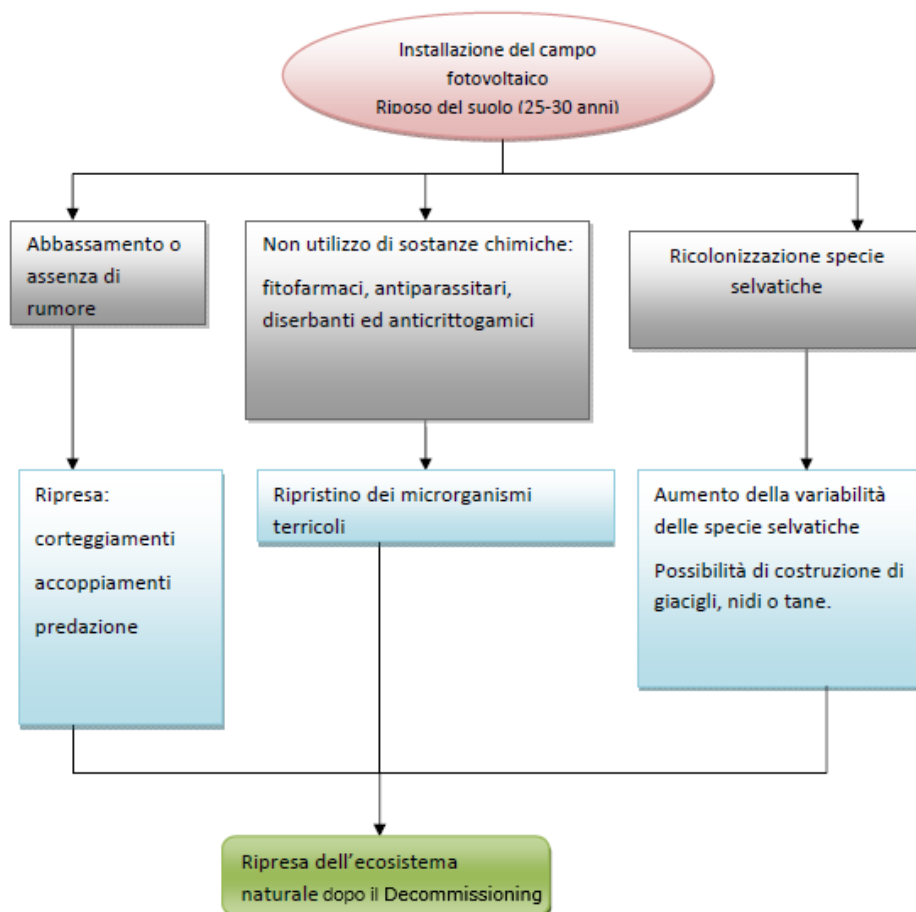 Installazione del campo
fotovoltaico
Riposo del suolo (25-30 anni)
Abbassamento o
assenza di
rumore
Non utilizzo di sostanze chimiche:
fitofarmaci, antiparassitari,
diserbanti ed anticrittogamici
Ricolonizzazione specie
selvatiche
Ripresa:
corteggiamenti
accoppiamenti
predazione
Ripristino dei microrganismi
terricoli
Aumento della variabilità
delle specie selvatiche
Possibilità di costruzione di
giacigli, nidi o tane.
Ripresa dell'ecosistema
naturale dopo il Decommissioning